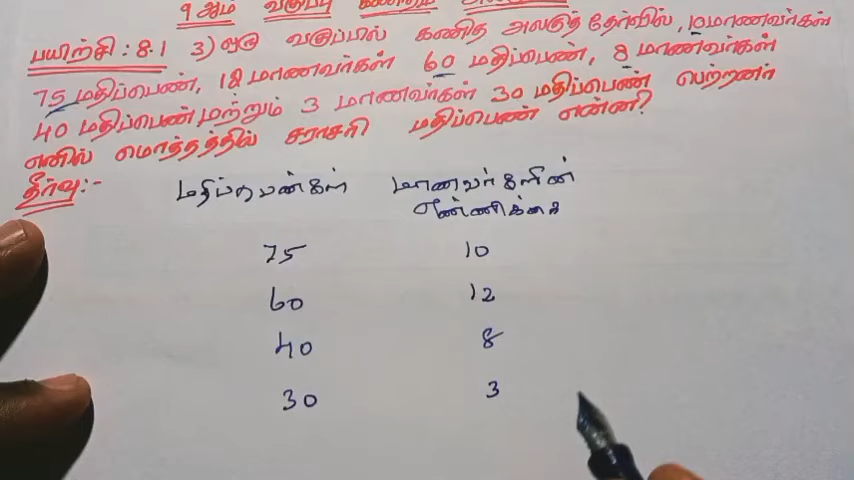 9 ஆம் வகுப்பு
பயிற்சி : 8.1 3) ஒரு வகுப்பில் கணித அலகுத் தேர்வில், 10 மாணவர்கள்
75 மதிப்பெண், 12 மாணவர்கள் 60 மதிப்பெண், 8 மாணவர்கள்
40 மதிப்பெண் மற்றும் 3 மாணவர்கள் 30 மதிப்பெண் பெற்றனர்
எனில் மொத்தத்தில் சராசரி மதிப்பெண் என்ன?
தீர்வு:-
மதிப்பெண்கள் மாணவர்களின்
எண்ணிக்கை
75 10
60 12
40 8
30 3